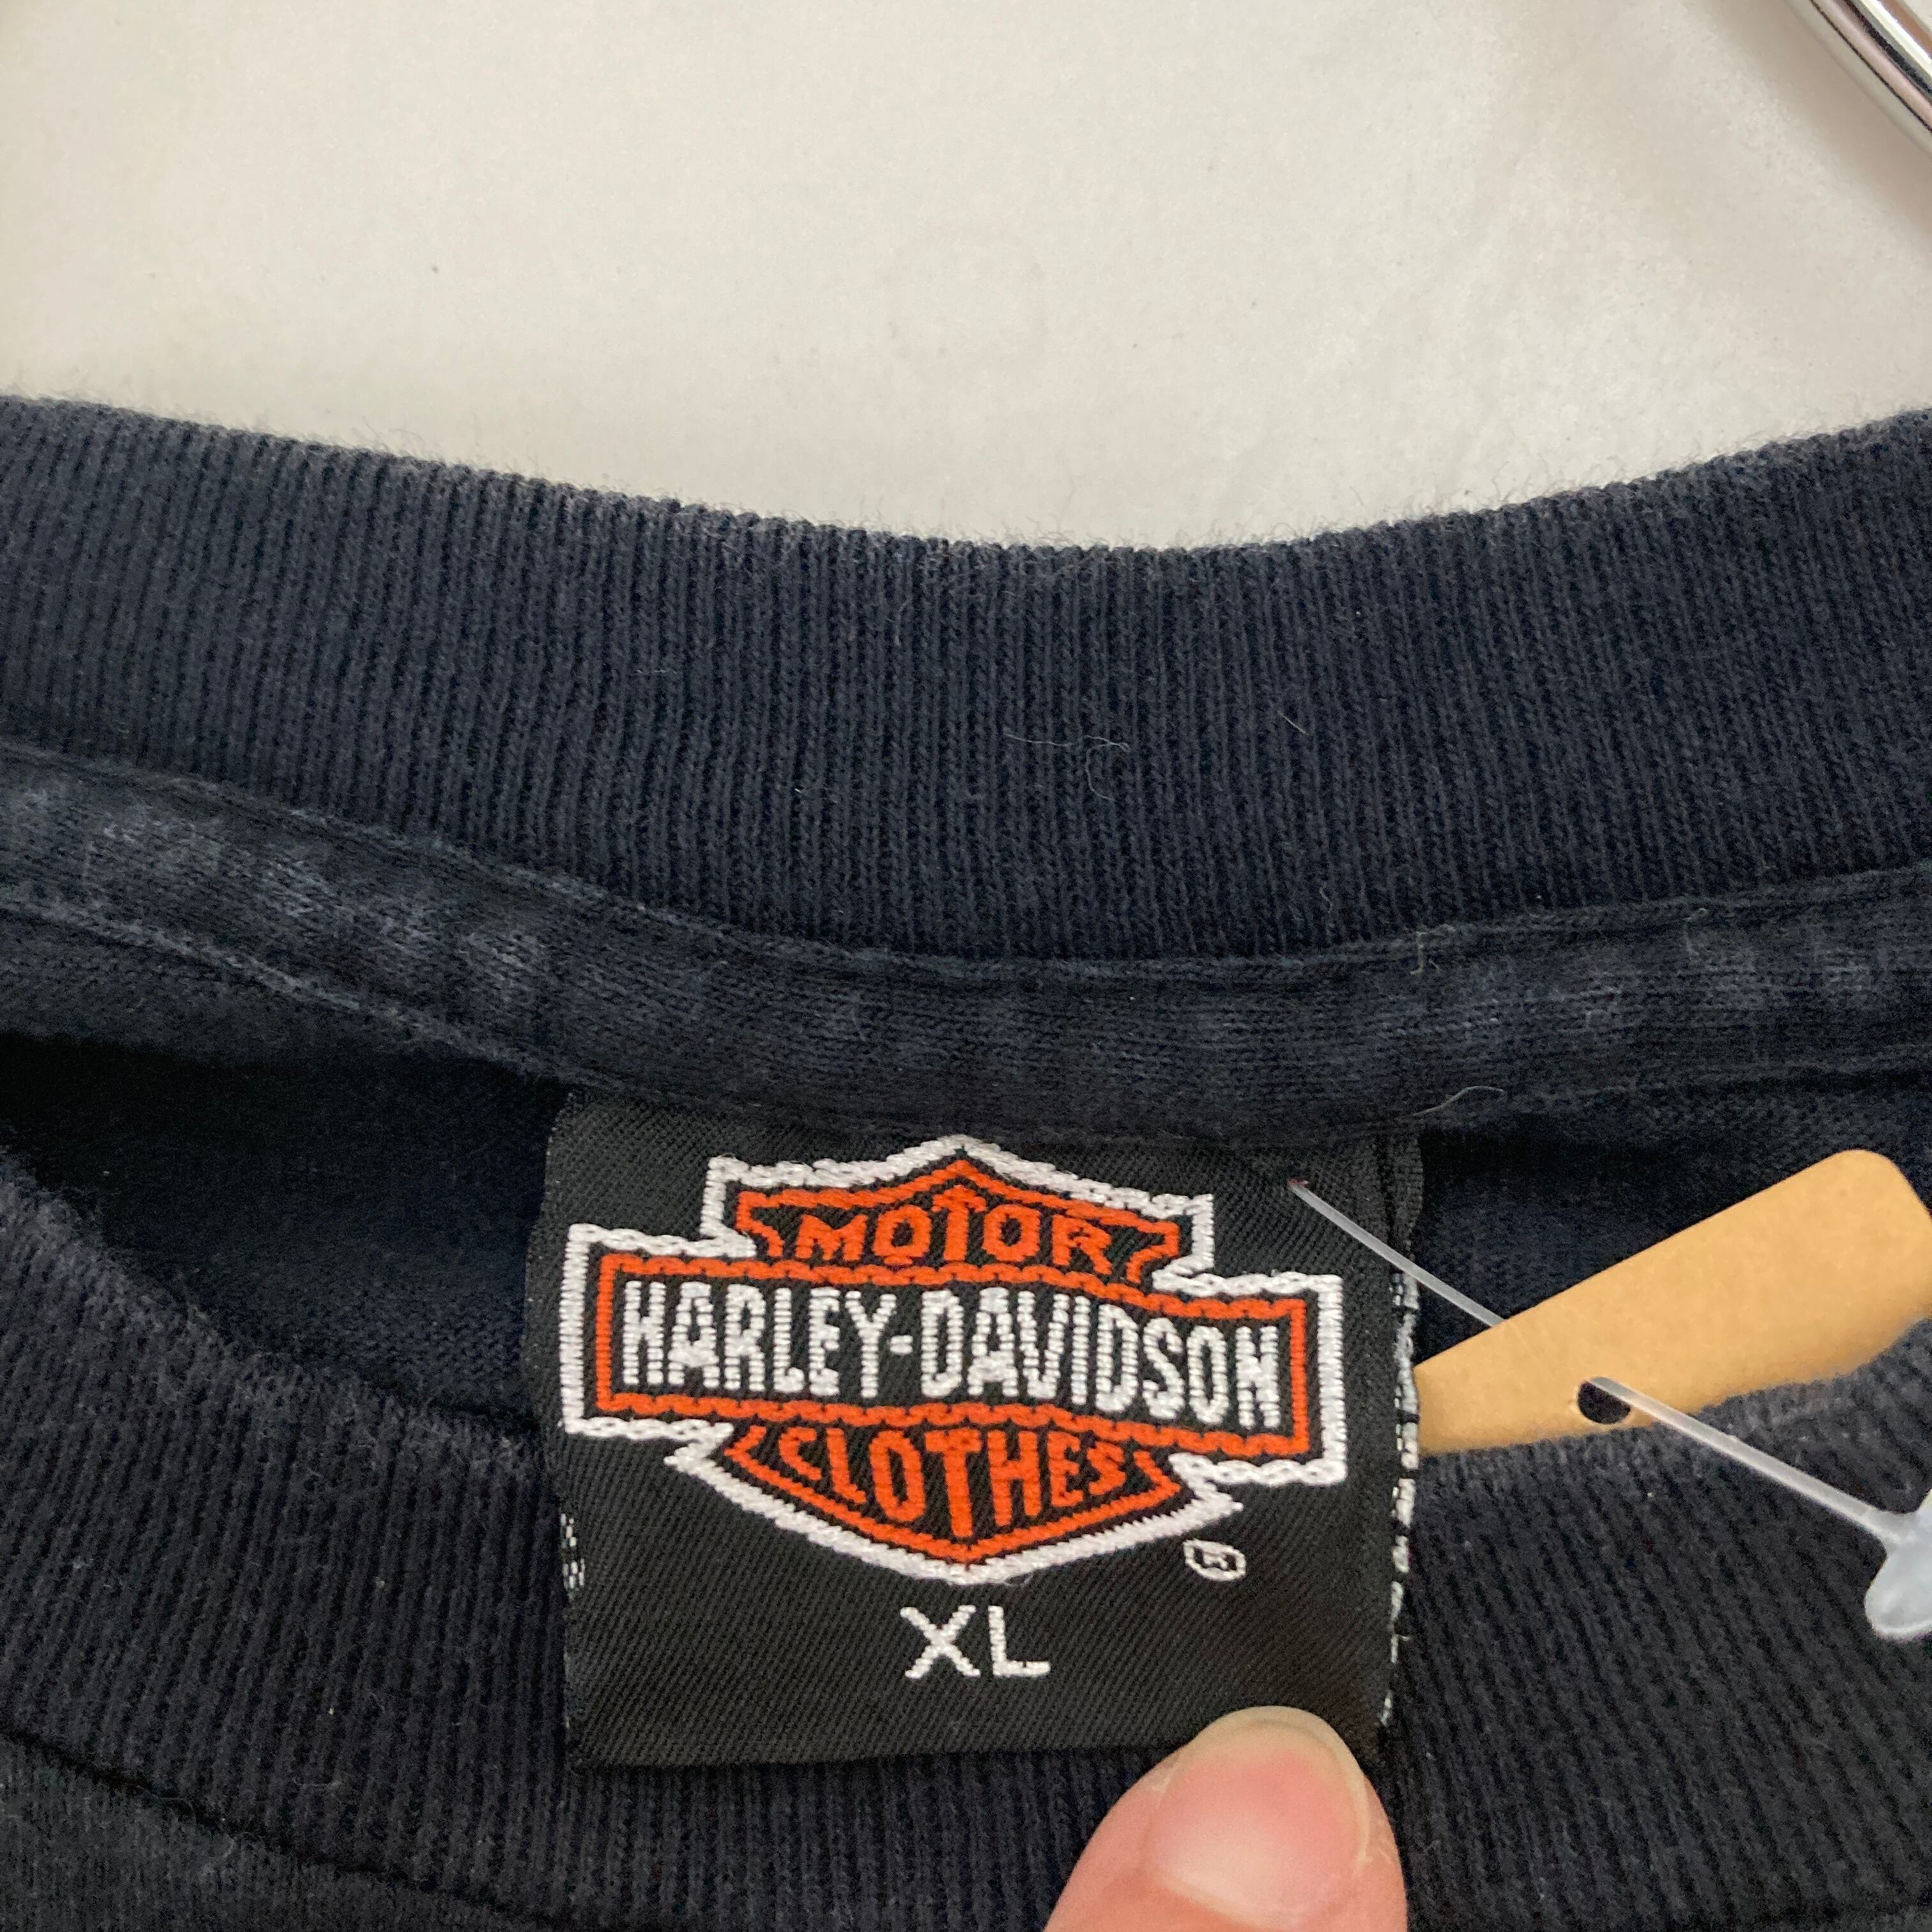 MOTOR
HARLEY-DAVIDSON
CLOTHES
®
XL